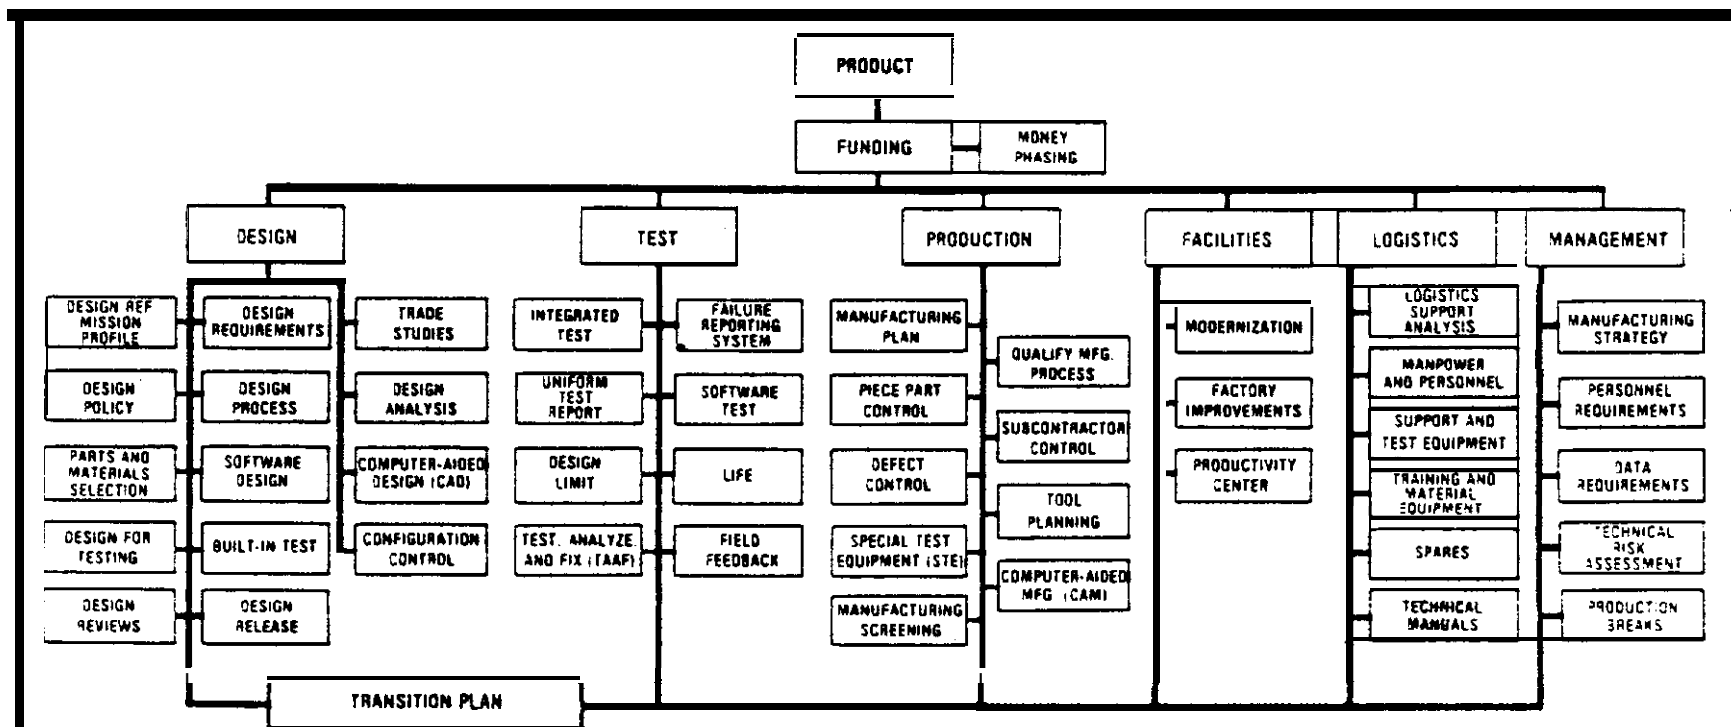 PRODUCT
FUNDING
MONEY
PHASING
DESIGN
TEST
PRODUCTION
FACILITIES
LOGISTICS
MANAGEMENT
DESIGN REF
MISSION
PROFILE
DESIGN
REQUIREMENTS
TRADE
STUDIES
DESIGN
POLICY
DESIGN
PROCESS
DESIGN
ANALYSIS
PARTS AND
MATERIALS
SELECTION
SOFTWARE
DESIGN
COMPUTER-AIDED
DESIGN (CAD)
DESIGN FOR
TESTING
BUILT-IN TEST
CONFIGURATION
CONTROL
DESIGN
REVIEWS
DESIGN
RELEASE
INTEGRATED
TEST
FAILURE
REPORTING
SYSTEM
UNIFORM
TEST
REPORT
SOFTWARE
TEST
DESIGN
LIMIT
LIFE
TEST, ANALYZE
AND FIX (TAAF)
FIELD
FEEDBACK
MANUFACTURING
PLAN
QUALIFY MFG.
PROCESS
PIECE PART
CONTROL
SUBCONTRACTOR
CONTROL
DEFECT
CONTROL
TOOL
PLANNING
SPECIAL TEST
EQUIPMENT (STE)
COMPUTER-AIDED
MFG. (CAM)
MANUFACTURING
SCREENING
MODERNIZATION
FACTORY
IMPROVEMENTS
PRODUCTIVITY
CENTER
LOGISTICS
SUPPORT
ANALYSIS
MANPOWER
AND PERSONNEL
SUPPORT AND
TEST EQUIPMENT
TRAINING AND
MATERIAL
EQUIPMENT
SPARES
TECHNICAL
MANUALS
MANUFACTURING
STRATEGY
PERSONNEL
REQUIREMENTS
DATA
REQUIREMENTS
TECHNICAL
RISK
ASSESSMENT
PRODUCTION
BREAKS
TRANSITION PLAN